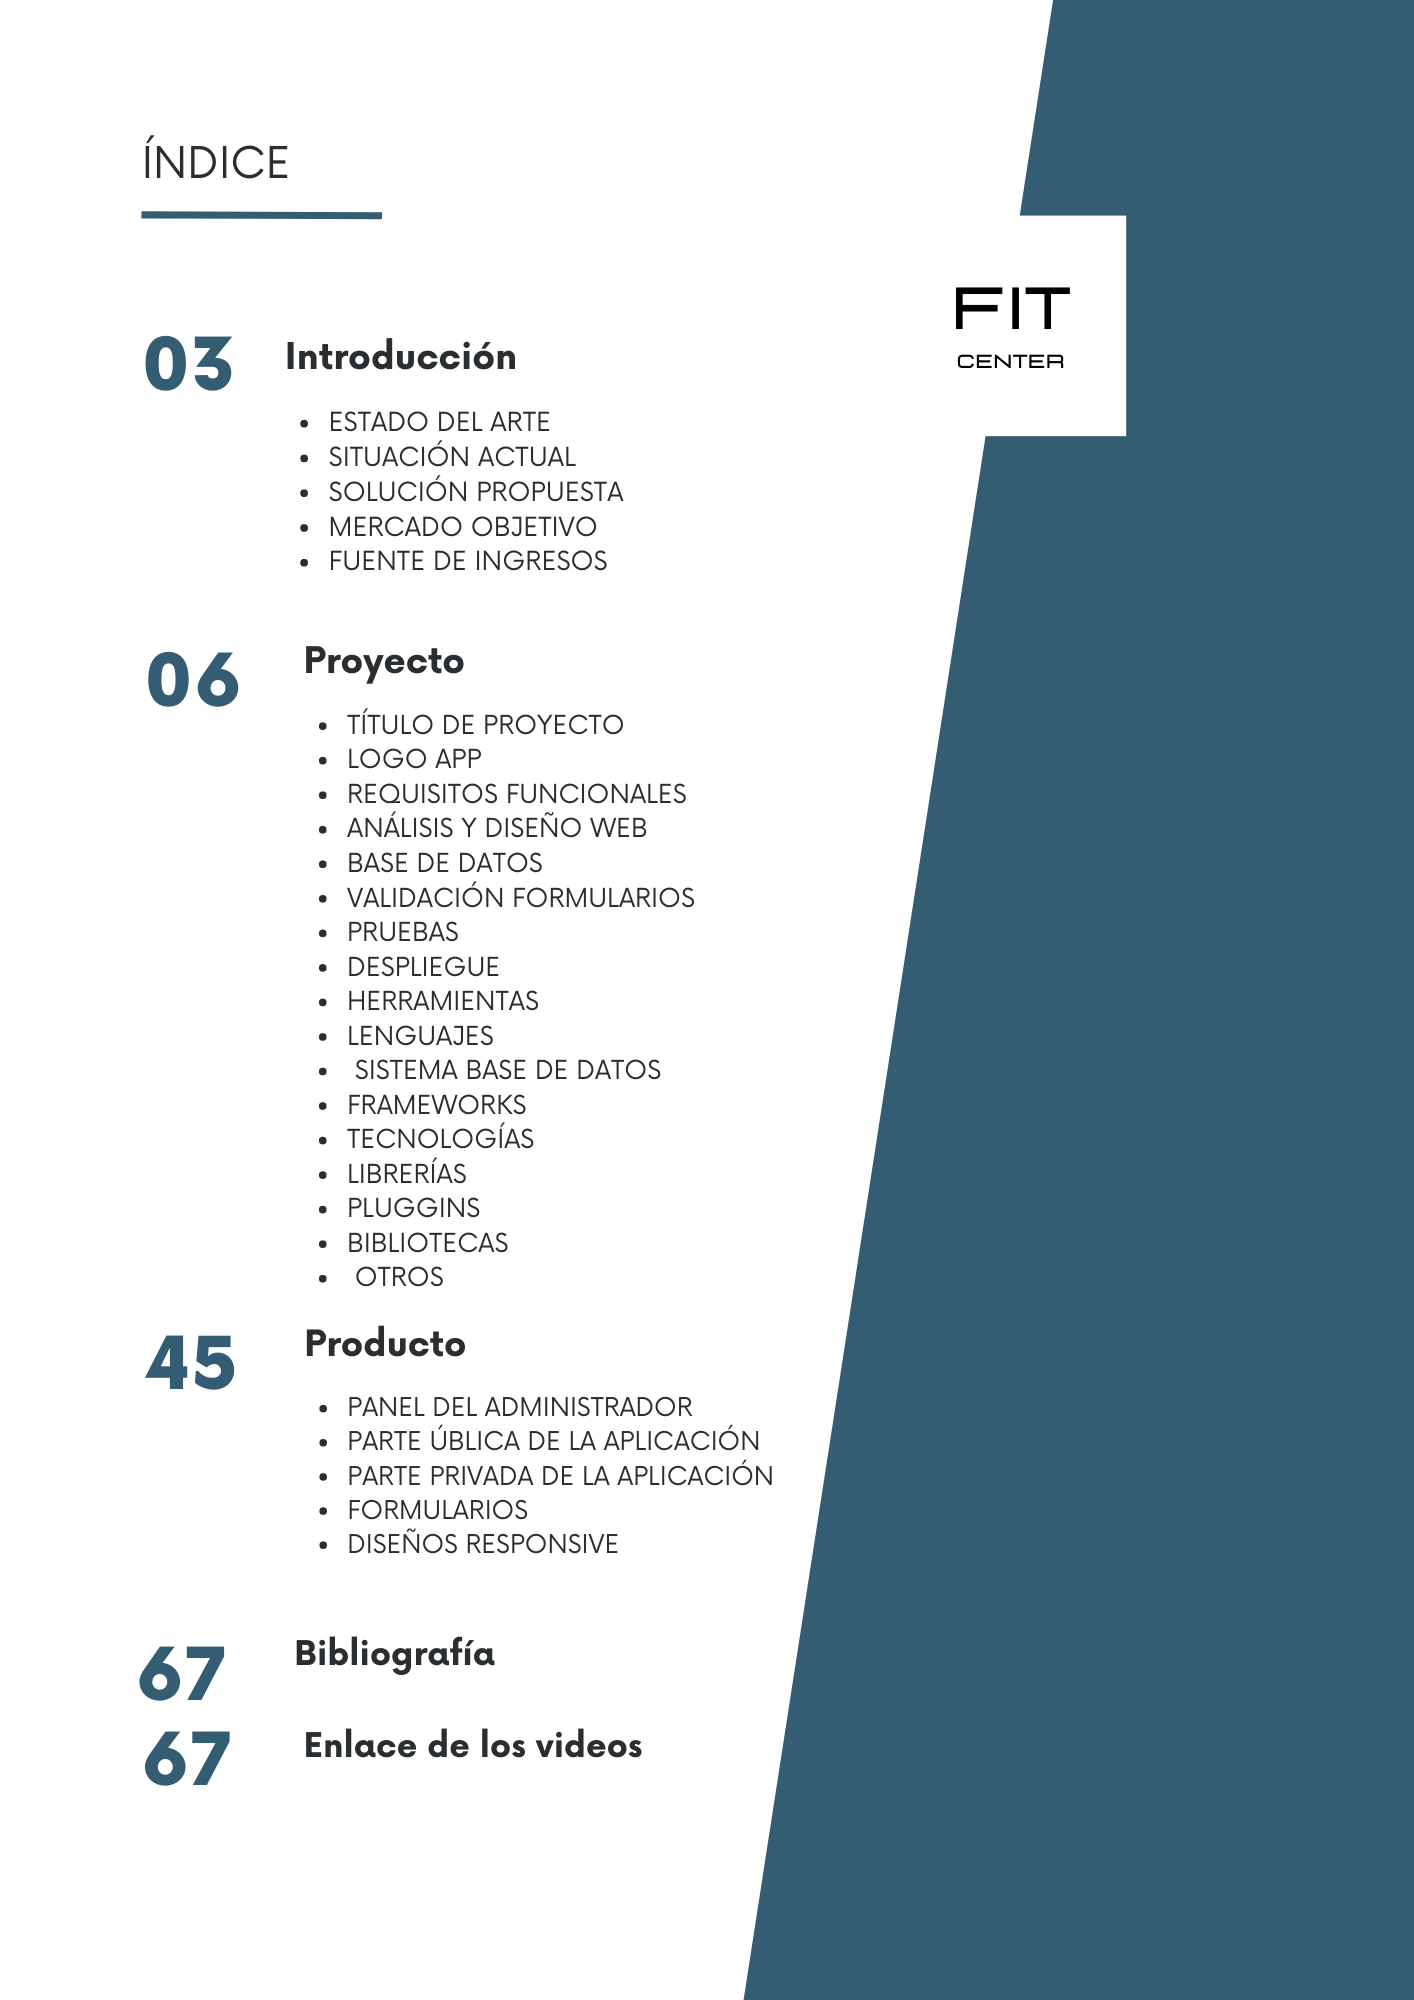 ÍNDICE
FIT
CENTER
03 Introducción
• ESTADO DEL ARTE
• SITUACIÓN ACTUAL
• SOLUCIÓN PROPUESTA
• MERCADO OBJETIVO
• FUENTE DE INGRESOS
06 Proyecto
• TÍTULO DE PROYECTO
• LOGO APP
• REQUISITOS FUNCIONALES
• ANÁLISIS Y DISEÑO WEB
• BASE DE DATOS
• VALIDACIÓN FORMULARIOS
• PRUEBAS
• DESPLIEGUE
• HERRAMIENTAS
• LENGUAJES
• SISTEMA BASE DE DATOS
• FRAMEWORKS
• TECNOLOGÍAS
• LIBRERÍAS
• PLUGGINS
• BIBLIOTECAS
• OTROS
45 Producto
• PANEL DEL ADMINISTRADOR
• PARTE ÚBLICA DE LA APLICACIÓN
• PARTE PRIVADA DE LA APLICACIÓN
• FORMULARIOS
• DISEÑOS RESPONSIVE
67 Bibliografía
67 Enlace de los videos